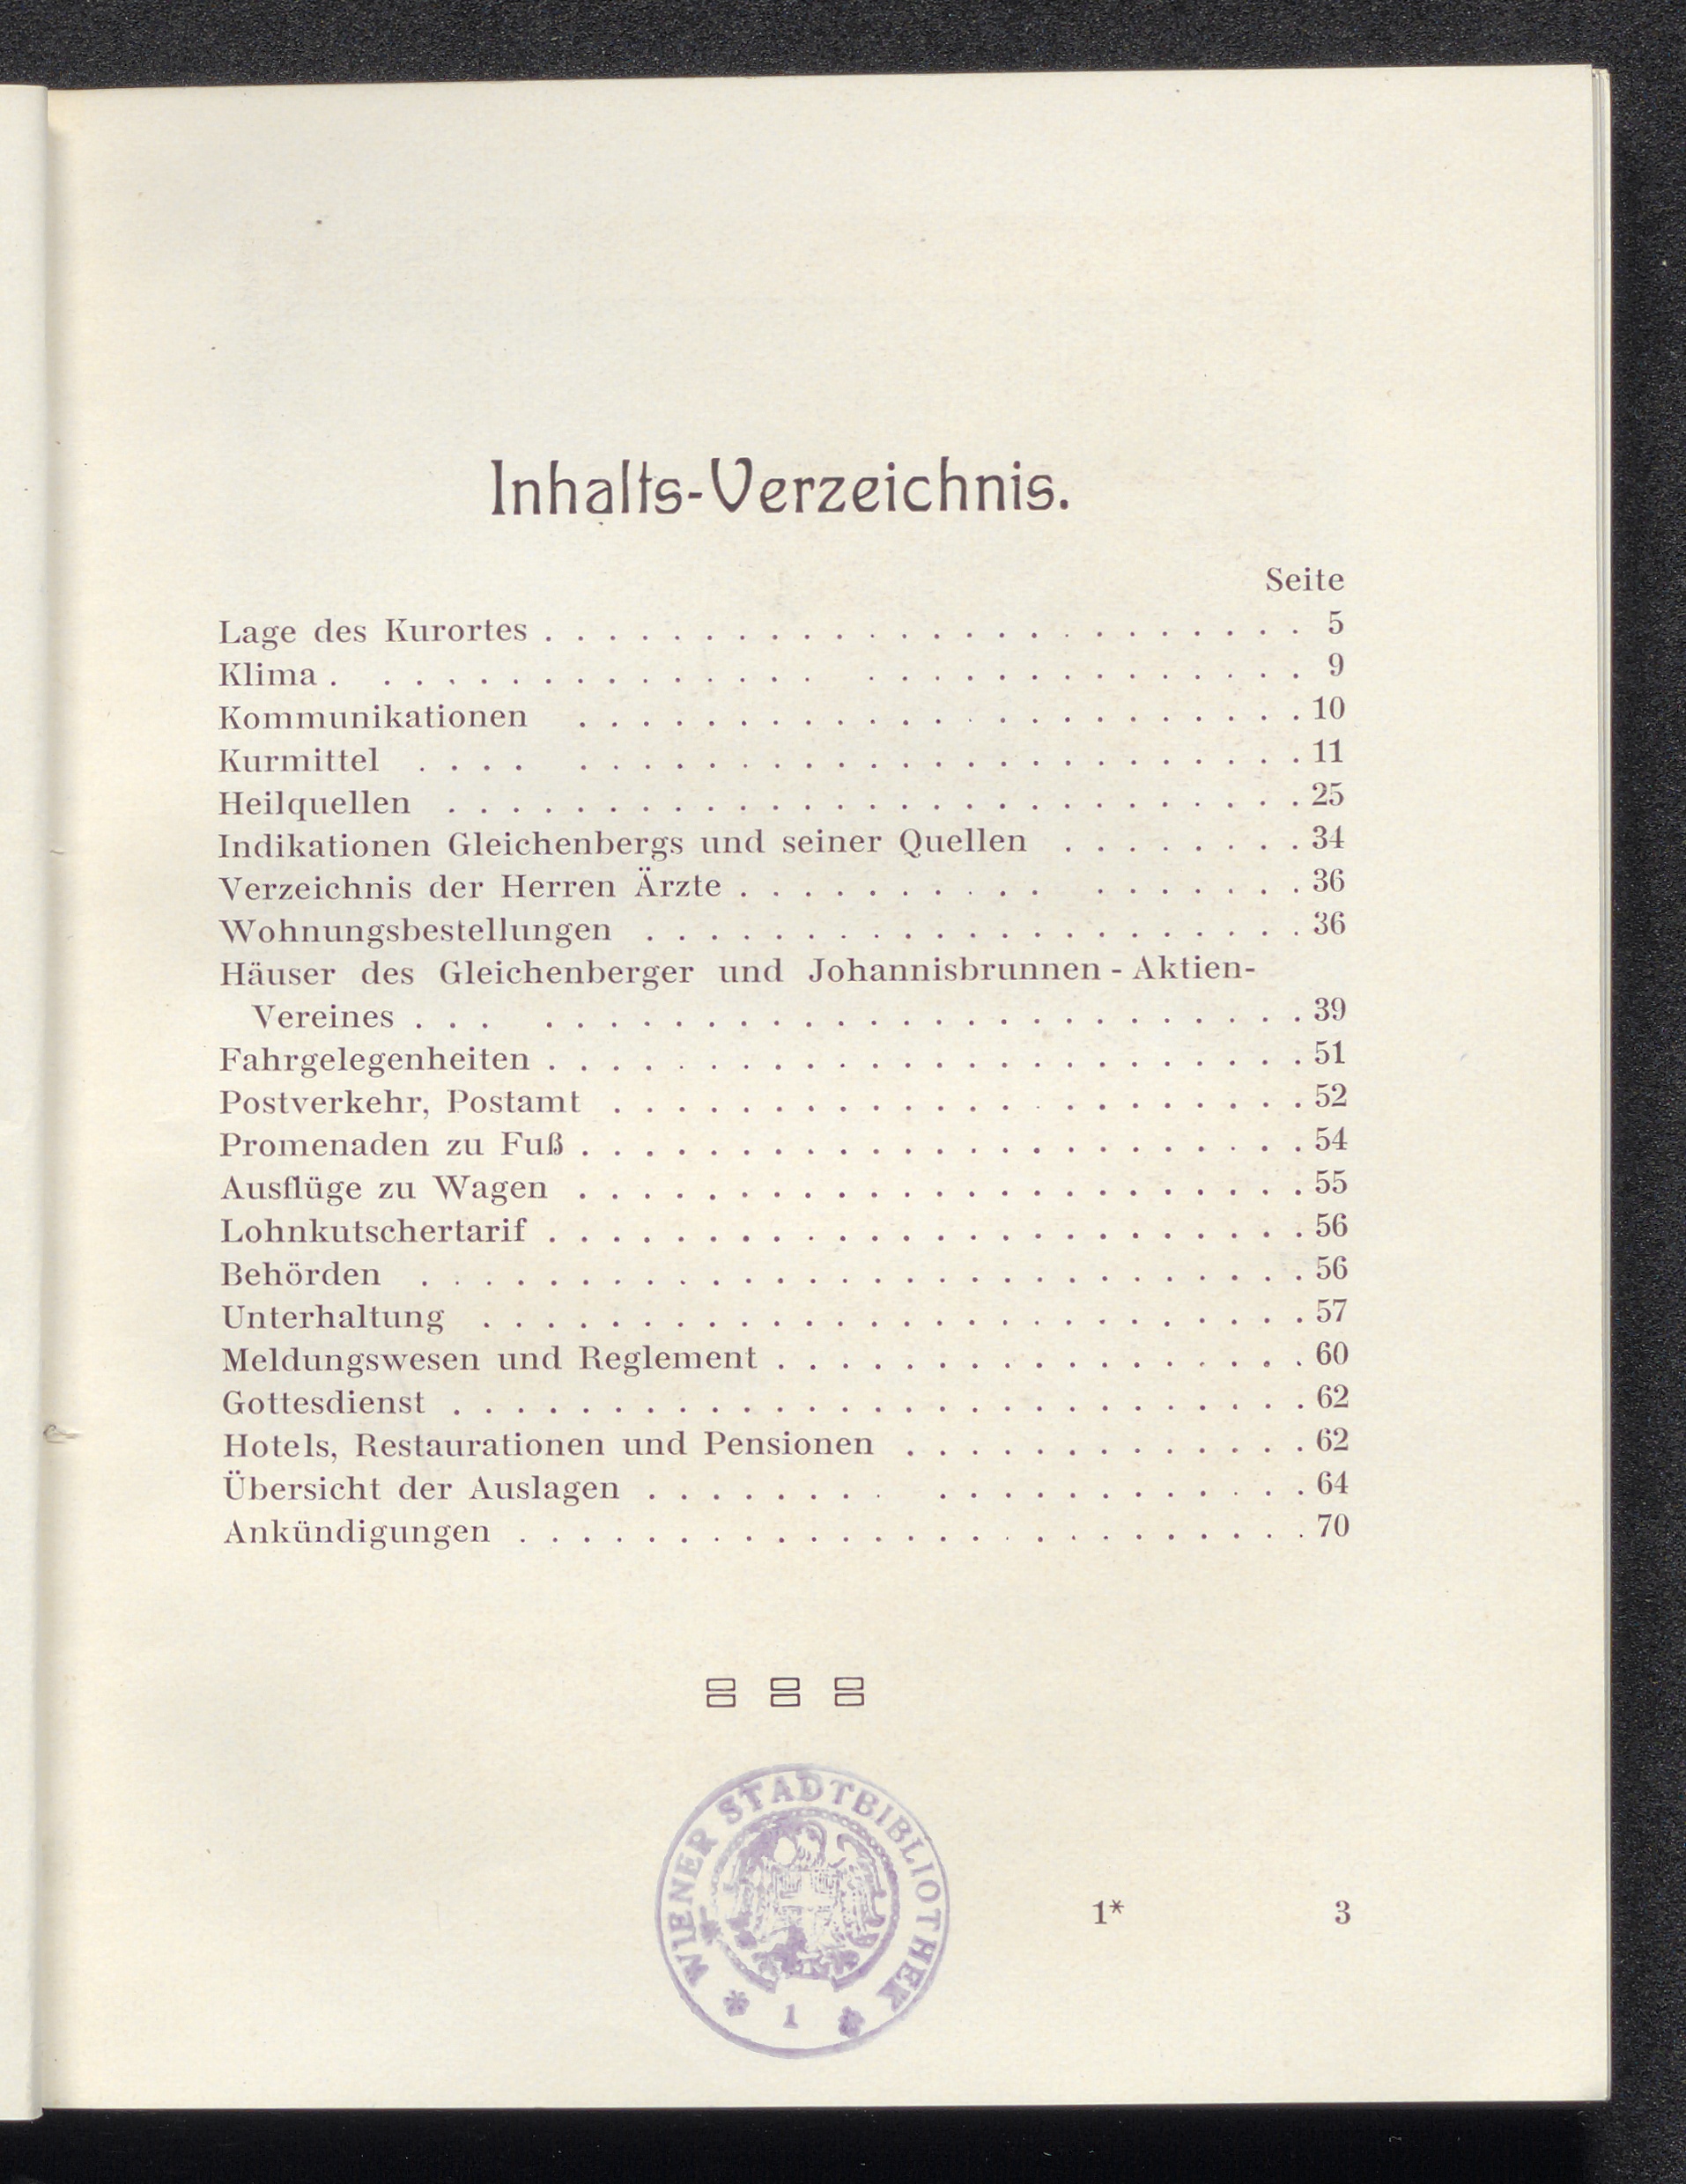 Inhalts-Verzeichnis.
Seite
Lage des Kurortes . . . . . . . . . . . . . . . . . . . . . . . . 5
Klima . . . . . . . . . . . . . . . . . . . . . . . . . . . . . 9
Kommunikationen . . . . . . . . . . . . . . . . . . . . . . . 10
Kurmittel . . . . . . . . . . . . . . . . . . . . . . . . . . . 11
Heilquellen . . . . . . . . . . . . . . . . . . . . . . . . . . . 25
Indikationen Gleichenbergs und seiner Quellen . . . . . . . . 34
Verzeichnis der Herren Ärzte . . . . . . . . . . . . . . . . . 36
Wohnungsbestellungen . . . . . . . . . . . . . . . . . . . . . 36
Häuser des Gleichenberger und Johannisbrunnen - Aktien-
Vereines . . . . . . . . . . . . . . . . . . . . . . . . . . . 39
Fahrgelegenheiten . . . . . . . . . . . . . . . . . . . . . . . . 51
Postverkehr, Postamt . . . . . . . . . . . . . . . . . . . . . . 52
Promenaden zu Fuß . . . . . . . . . . . . . . . . . . . . . . . 54
Ausflüge zu Wagen . . . . . . . . . . . . . . . . . . . . . . . 55
Lohnkutschertarif . . . . . . . . . . . . . . . . . . . . . . . . 56
Behörden . . . . . . . . . . . . . . . . . . . . . . . . . . . . 56
Unterhaltung . . . . . . . . . . . . . . . . . . . . . . . . . . 57
Meldungswesen und Reglement . . . . . . . . . . . . . . . . . 60
Gottesdienst . . . . . . . . . . . . . . . . . . . . . . . . . . . 62
Hotels, Restaurationen und Pensionen . . . . . . . . . . . . . 62
Übersicht der Auslagen . . . . . . . . . . . . . . . . . . . . 64
Ankündigungen . . . . . . . . . . . . . . . . . . . . . . . . . 70
WIENER STADTBIBLIOTHEK
* 1 *
1* 3